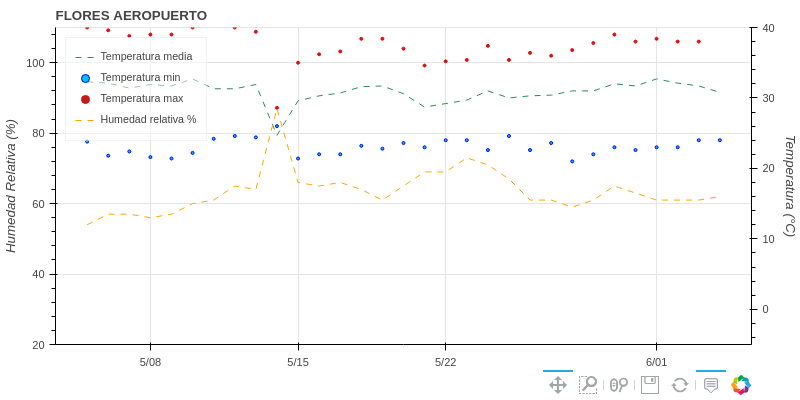 FLORES AEROPUERTO
Temperatura media
Temperatura min
Temperatura max
Humedad relativa %
Humedad Relativa (%)
100
80
60
40
20
Temperatura (°C)
40
30
20
10
0
5/08
5/15
5/22
6/01